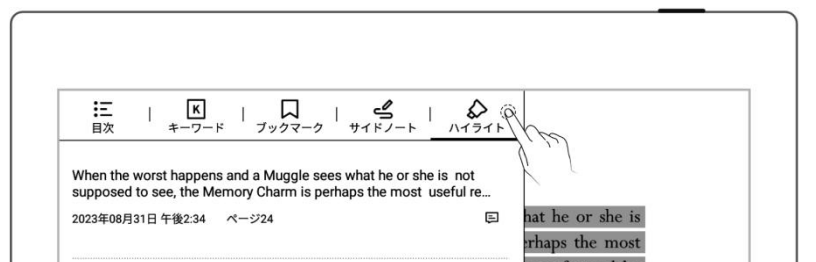 目次 | K キーワード | ブックマーク | サイドノート | ハイライト
When the worst happens and a Muggle sees what he or she is not
supposed to see, the Memory Charm is perhaps the most useful re...
2023年08月31日 午後2:34 ページ24
hat he or she is
rhaps the most